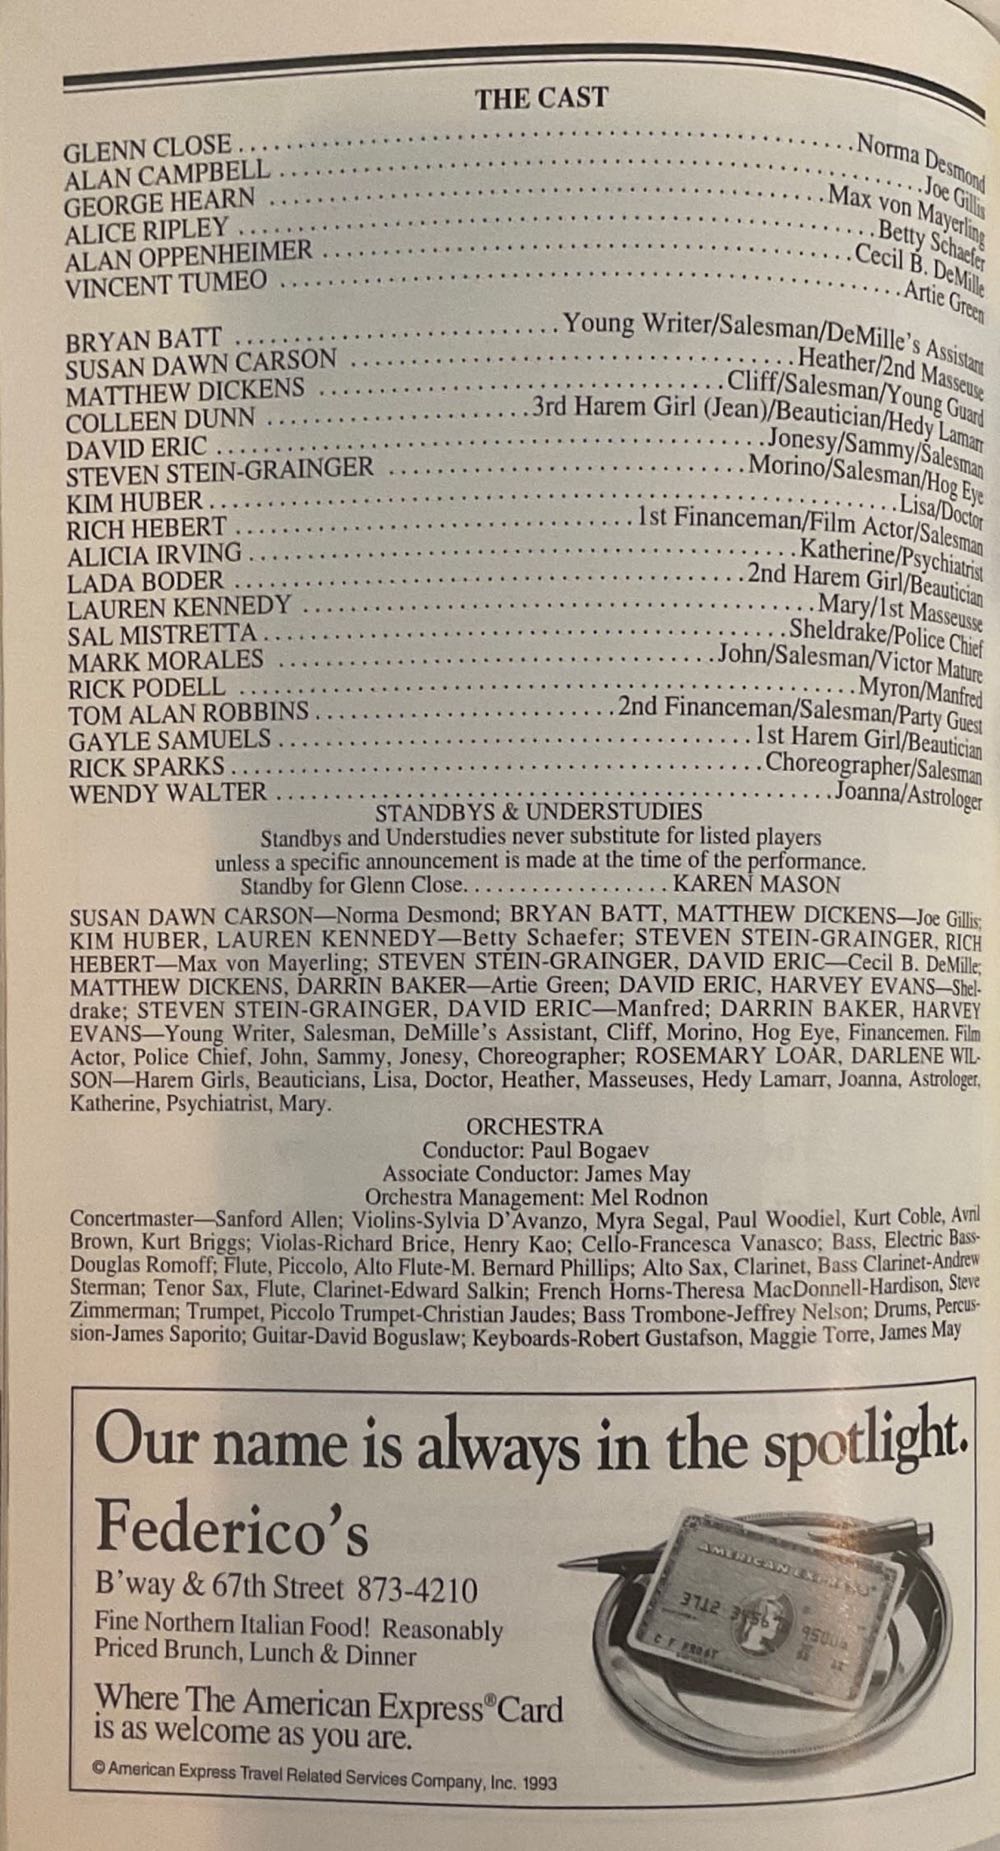 THE CAST
GLENN CLOSE ........ Norma Desmond
ALAN CAMPBELL ........ Joe Gillis
GEORGE HEARN ........ Max von Mayerling
ALICE RIPLEY ........ Betty Schaefer
ALAN OPPENHEIMER ........ Cecil B. DeMille
VINCENT TUMEO ........ Artie Green
BRYAN BATT ........ Young Writer/Salesman/DeMille's Assistant
SUSAN DAWN CARSON ........ Heather/2nd Masseuse
MATTHEW DICKENS ........ Cliff/Salesman/Young Guard
COLLEEN DUNN ........ 3rd Harem Girl (Jean)/Beautician/Hedy Lamarr
DAVID ERIC ........ Jonesy/Sammy/Salesman
STEVEN STEIN-GRAINGER ........ Morino/Salesman/Hog Eye
KIM HUBER ........ Lisa/Doctor
RICH HEBERT ........ 1st Financeman/Film Actor/Salesman
ALICIA IRVING ........ Katherine/Psychiatrist
LADA BODER ........ 2nd Harem Girl/Beautician
LAUREN KENNEDY ........ Mary/1st Masseusse
SAL MISTRETTA ........ Sheldrake/Police Chief
MARK MORALES ........ John/Salesman/Victor Mature
RICK PODELL ........ Myron/Manfred
TOM ALAN ROBBINS ........ 2nd Financeman/Salesman/Party Guest
GAYLE SAMUELS ........ 1st Harem Girl/Beautician
RICK SPARKS ........ Choreographer/Salesman
WENDY WALTER ........ Joanna/Astrologer
STANDBYS & UNDERSTUDIES
Standbys and Understudies never substitute for listed players
unless a specific announcement is made at the time of the performance.
Standby for Glenn Close ........ KAREN MASON
SUSAN DAWN CARSON—Norma Desmond; BRYAN BATT, MATTHEW DICKENS—Joe Gillis;
KIM HUBER, LAUREN KENNEDY—Betty Schaefer; STEVEN STEIN-GRAINGER, RICH
HEBERT—Max von Mayerling; STEVEN STEIN-GRAINGER, DAVID ERIC—Cecil B. DeMille;
MATTHEW DICKENS, DARRIN BAKER—Artie Green; DAVID ERIC, HARVEY EVANS—Shel-
drake; STEVEN STEIN-GRAINGER, DAVID ERIC—Manfred; DARRIN BAKER, HARVEY
EVANS—Young Writer, Salesman, DeMille's Assistant, Cliff, Morino, Hog Eye, Financemen. Film
Actor, Police Chief, John, Sammy, Jonesy, Choreographer; ROSEMARY LOAR, DARLENE WIL-
SON—Harem Girls, Beauticians, Lisa, Doctor, Heather, Masseuses, Hedy Lamarr, Joanna, Astrologer,
Katherine, Psychiatrist, Mary.
ORCHESTRA
Conductor: Paul Bogaev
Associate Conductor: James May
Orchestra Management: Mel Rodnon
Concertmaster—Sanford Allen; Violins-Sylvia D'Avanzo, Myra Segal, Paul Woodiel, Kurt Coble, Avril
Brown, Kurt Briggs; Violas-Richard Brice, Henry Kao; Cello-Francesca Vanasco; Bass, Electric Bass-
Douglas Romoff; Flute, Piccolo, Alto Flute-M. Bernard Phillips; Alto Sax, Clarinet, Bass Clarinet-Andrew
Sterman; Tenor Sax, Flute, Clarinet-Edward Salkin; French Horns-Theresa MacDonnell-Hardison, Steve
Zimmerman; Trumpet, Piccolo Trumpet-Christian Jaudes; Bass Trombone-Jeffrey Nelson; Drums, Percus-
sion-James Saporito; Guitar-David Boguslaw; Keyboards-Robert Gustafson, Maggie Torre, James May
Our name is always in the spotlight.
Federico's
B'way & 67th Street 873-4210
Fine Northern Italian Food! Reasonably
Priced Brunch, Lunch & Dinner
Where The American Express®Card
is as welcome as you are.
© American Express Travel Related Services Company, Inc. 1993
AMERICAN EXPRESS
3712
C F FROST